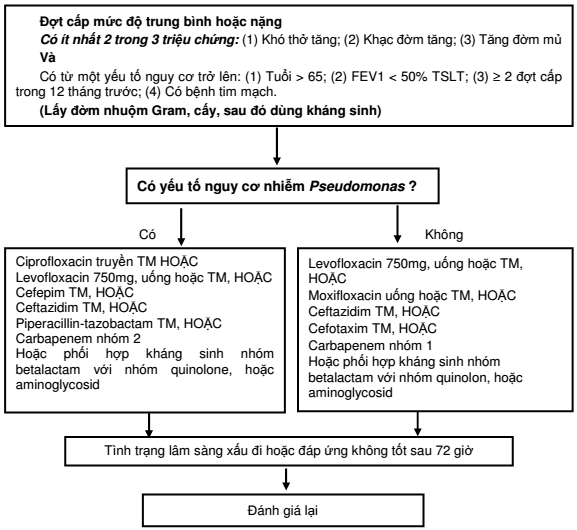 Đợt cấp mức độ trung bình hoặc nặng
Có ít nhất 2 trong 3 triệu chứng: (1) Khó thở tăng; (2) Khạc đờm tăng; (3) Tăng đờm mủ
Và
Có từ một yếu tố nguy cơ trở lên: (1) Tuổi > 65; (2) FEV1 < 50% TSLT; (3) ≥ 2 đợt cấp
trong 12 tháng trước; (4) Có bệnh tim mạch.
(Lấy đờm nhuộm Gram, cấy, sau đó dùng kháng sinh)
Có yếu tố nguy cơ nhiễm Pseudomonas ?
Có
Không
Ciprofloxacin truyền TM HOẶC
Levofloxacin 750mg, uống hoặc TM, HOẶC
Cefepim TM, HOẶC
Ceftazidim TM, HOẶC
Piperacillin-tazobactam TM, HOẶC
Carbapenem nhóm 2
Hoặc phối hợp kháng sinh nhóm
betalactam với nhóm quinolone, hoặc
aminoglycosid
Levofloxacin 750mg, uống hoặc TM,
HOẶC
Moxifloxacin uống hoặc TM, HOẶC
Ceftazidim TM, HOẶC
Cefotaxim TM, HOẶC
Carbapenem nhóm 1
Hoặc phối hợp kháng sinh nhóm
betalactam với nhóm quinolon, hoặc
aminoglycosid
Tình trạng lâm sàng xấu đi hoặc đáp ứng không tốt sau 72 giờ
Đánh giá lại